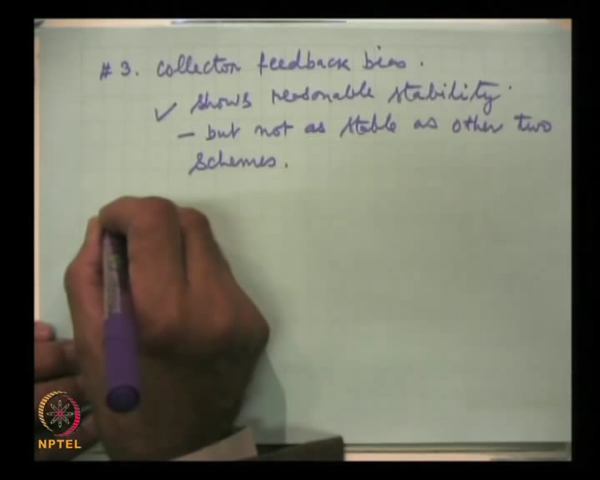 # 3. Collector feedback bias.
✓ shows reasonable stability.
- but not as stable as other two
schemes.
NPTEL